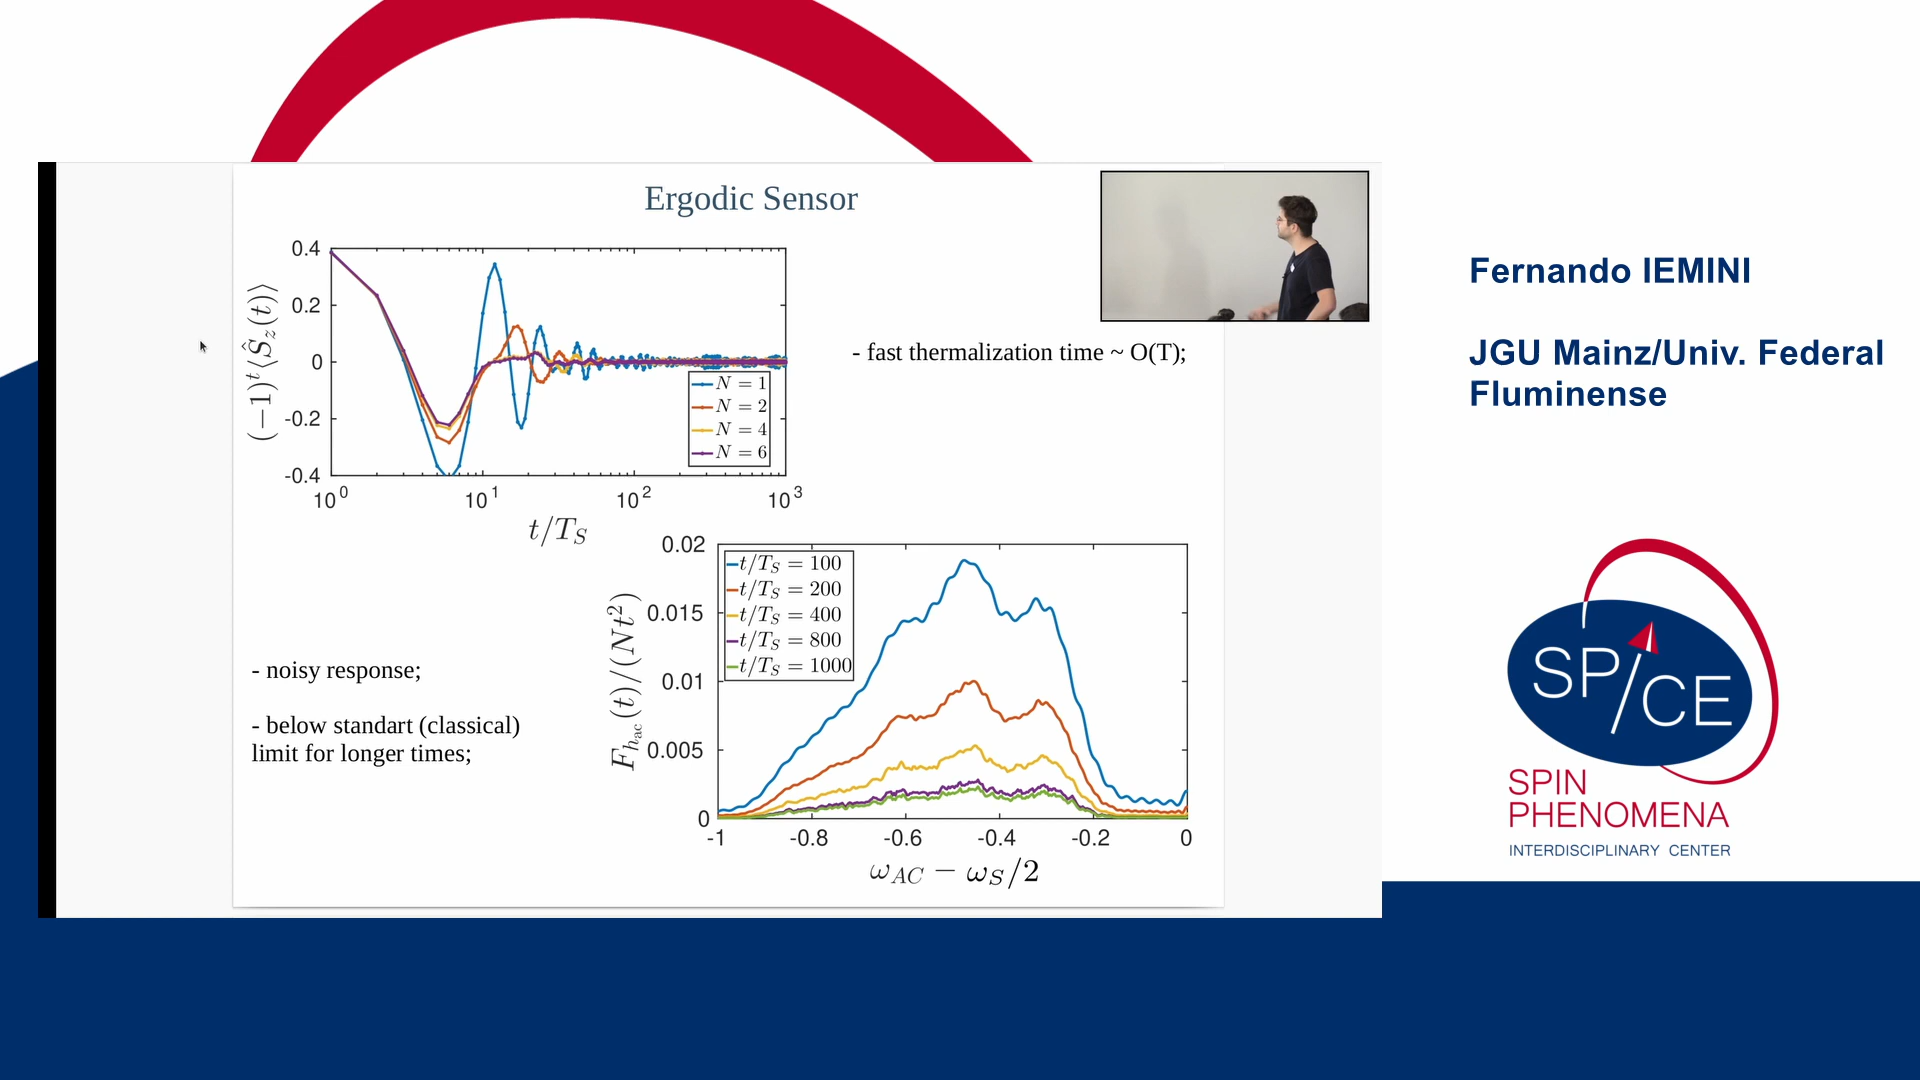 Ergodic Sensor
0.4
0.2
0
-0.2
-0.4
(−1)^t⟨Ŝ_z(t)⟩
N = 1
N = 2
N = 4
N = 6
10^0 10^1 10^2 10^3
t/T_S
- fast thermalization time ~ O(T);
- noisy response;
- below standart (classical)
limit for longer times;
0.02
0.015
0.01
0.005
0
F_{h_ac}(t)/(Nt^2)
t/T_S = 100
t/T_S = 200
t/T_S = 400
t/T_S = 800
t/T_S = 1000
-1 -0.8 -0.6 -0.4 -0.2 0
ω_AC − ω_S/2
Fernando IEMINI
JGU Mainz/Univ. Federal
Fluminense
SP/CE
SPIN
PHENOMENA
INTERDISCIPLINARY CENTER